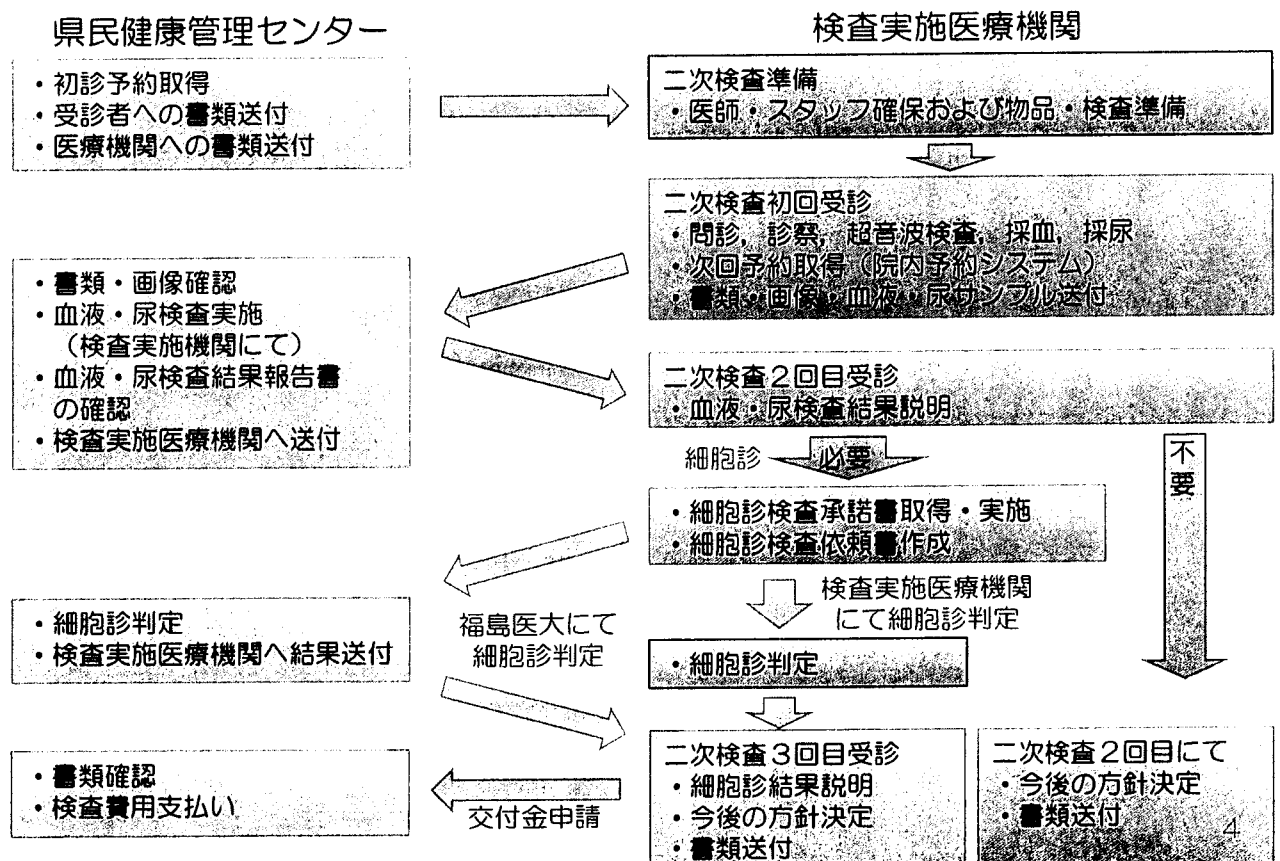 県民健康管理センター
検査実施医療機関
・初診予約取得
・受診者への書類送付
・医療機関への書類送付
二次検査準備
・医師・スタッフ確保および物品・検査準備
二次検査初回受診
・問診，診察，超音波検査，採血，採尿
・次回予約取得（院内予約システム）
・書類・画像・血液・尿サンプル送付
・書類・画像確認
・血液・尿検査実施
（検査実施機関にて）
・血液・尿検査結果報告書
の確認
・検査実施医療機関へ送付
二次検査２回目受診
・血液・尿検査結果説明
細胞診
必要
不要
・細胞診検査承諾書取得・実施
・細胞診検査依頼書作成
検査実施医療機関
にて細胞診判定
福島医大にて
細胞診判定
・細胞診判定
・検査実施医療機関へ結果送付
・細胞診判定
二次検査３回目受診
・細胞診結果説明
・今後の方針決定
・書類送付
二次検査２回目にて
・今後の方針決定
・書類送付
交付金申請
・書類確認
・検査費用支払い
4